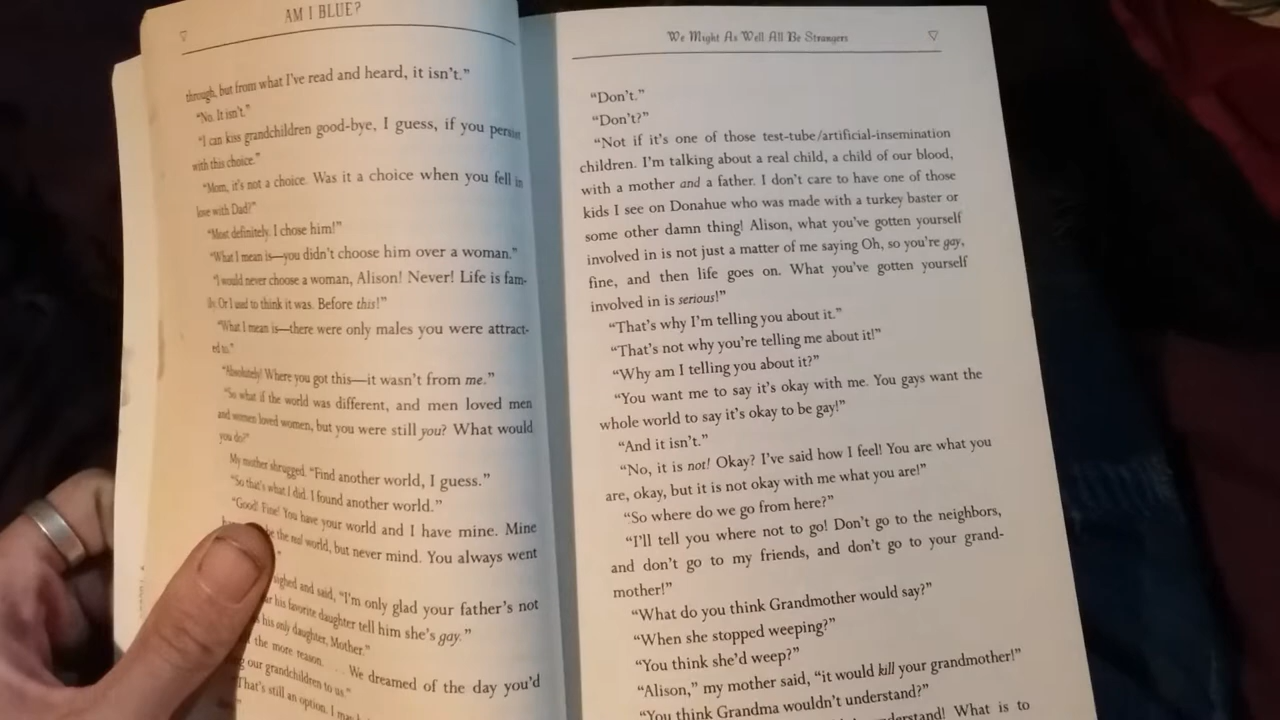 AM I BLUE?
through, but from what I've read and heard, it isn't."
"No. It isn't."
"I can kiss grandchildren good-bye, I guess, if you persist
with this choice."
"Mom, it's not a choice. Was it a choice when you fell in
love with Dad?"
"Most definitely. I chose him!"
"What I mean is—you didn't choose him over a woman."
"I would never choose a woman, Alison! Never! Life is fam-
ily. Or I used to think it was. Before this!"
"What I mean is—there were only males you were attract-
ed to."
"Absolutely! Where you got this—it wasn't from me."
"So what if the world was different, and men loved men
and women loved women, but you were still you? What would
you do?"
My mother shrugged. "Find another world, I guess."
"So that's what I did. I found another world."
"Good! Fine! You have your world and I have mine. Mine
be the real world, but never mind. You always went
"
and said, "I'm only glad your father's not
his favorite daughter tell him she's gay."
his only daughter, Mother."
the more reason. . . . We dreamed of the day you'd
our grandchildren to us."
"That's still an option. I
We Might As Well All Be Strangers
"Don't."
"Don't?"
"Not if it's one of those test-tube/artificial-insemination
children. I'm talking about a real child, a child of our blood,
with a mother and a father. I don't care to have one of those
kids I see on Donahue who was made with a turkey baster or
some other damn thing! Alison, what you've gotten yourself
involved in is not just a matter of me saying Oh, so you're gay,
fine, and then life goes on. What you've gotten yourself
involved in is serious!"
"That's why I'm telling you about it."
"That's not why you're telling me about it!"
"Why am I telling you about it?"
"You want me to say it's okay with me. You gays want the
whole world to say it's okay to be gay!"
"And it isn't."
"No, it is not! Okay? I've said how I feel! You are what you
are, okay, but it is not okay with me what you are!"
"So where do we go from here?"
"I'll tell you where not to go! Don't go to the neighbors,
and don't go to my friends, and don't go to your grand-
mother!"
"What do you think Grandmother would say?"
"When she stopped weeping?"
"You think she'd weep?"
"Alison," my mother said, "it would kill your grandmother!"
"You think Grandma wouldn't understand?"
understand! What is to